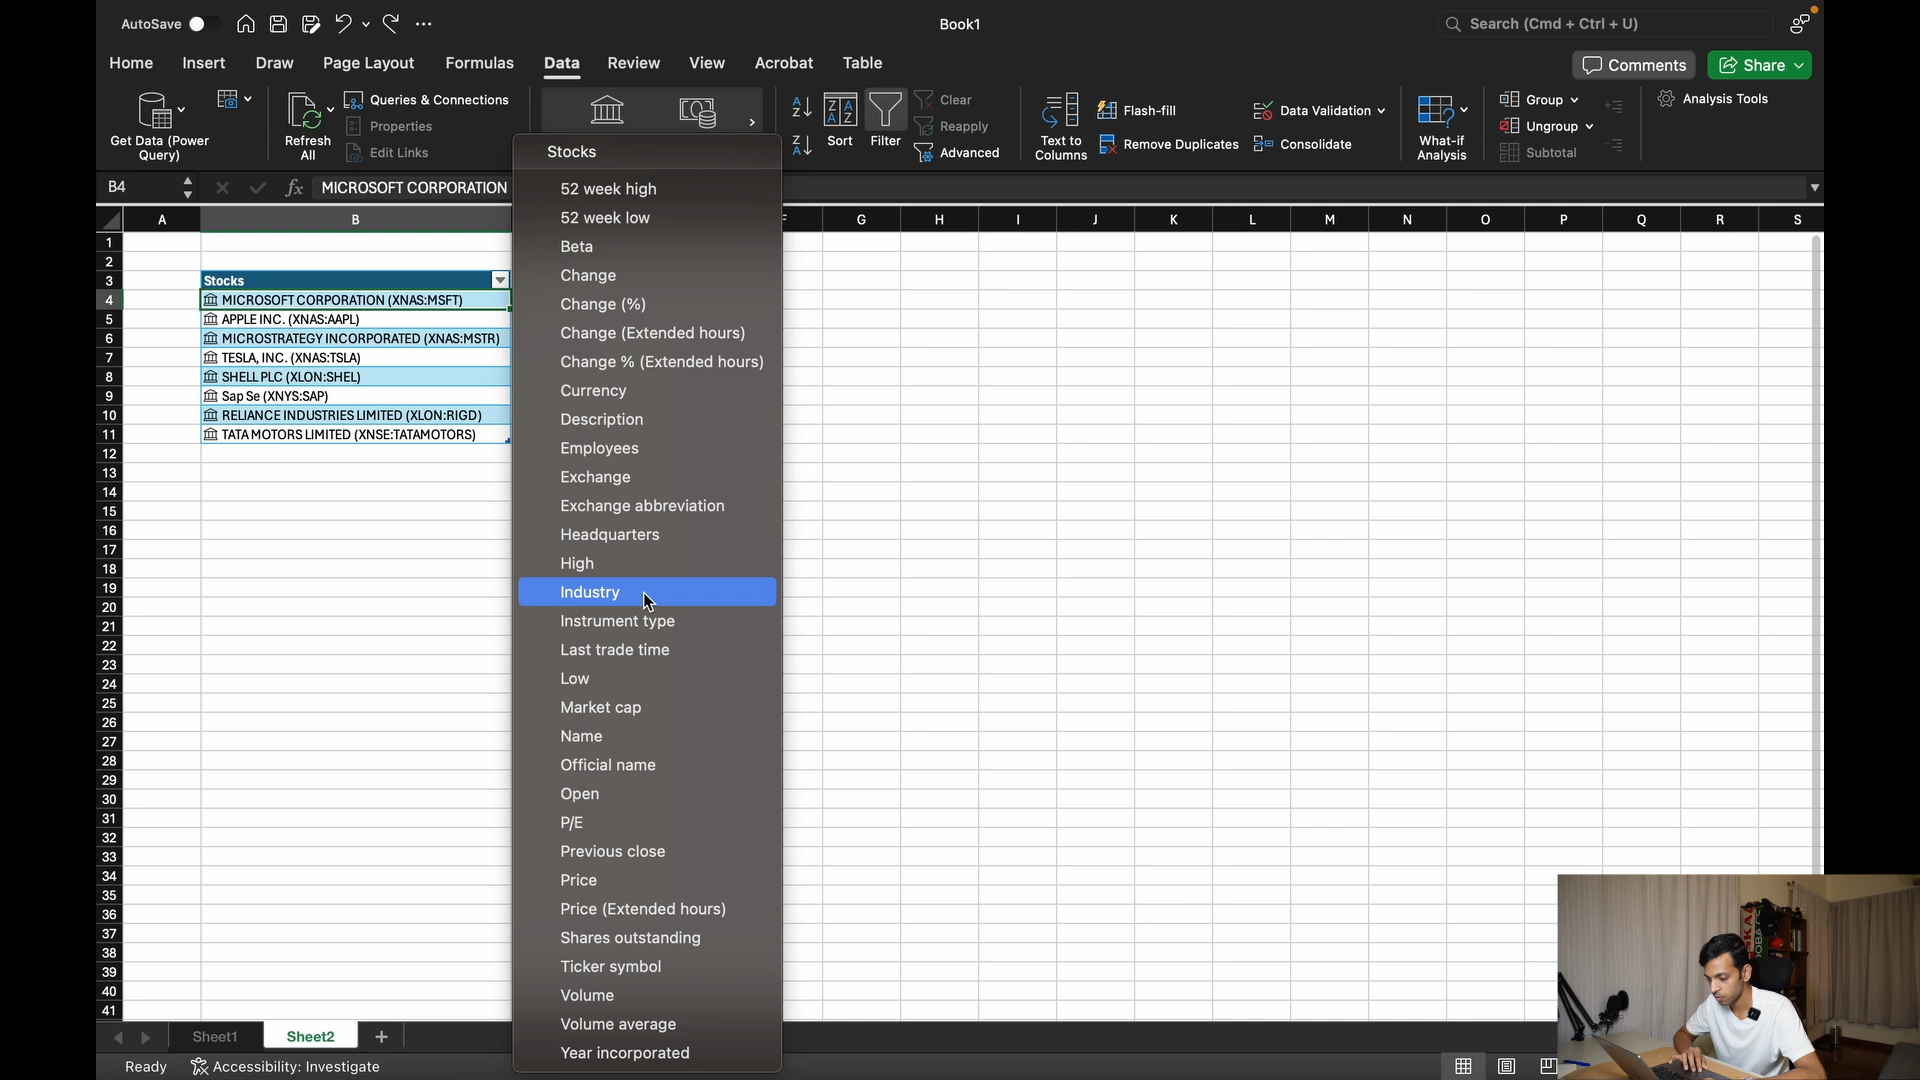 AutoSave
Book1
Search (Cmd + Ctrl + U)
Home Insert Draw Page Layout Formulas Data Review View Acrobat Table
Comments
Share
Get Data (Power Query)
Refresh All
Queries & Connections
Properties
Edit Links
Sort
Filter
Clear
Reapply
Advanced
Text to Columns
Flash-fill
Remove Duplicates
Data Validation
Consolidate
What-if Analysis
Group
Ungroup
Subtotal
Analysis Tools
B4
fx
MICROSOFT CORPORATION
A B F G H I J K L M N O P Q R S
1
2
3 Stocks
4 MICROSOFT CORPORATION (XNAS:MSFT)
5 APPLE INC. (XNAS:AAPL)
6 MICROSTRATEGY INCORPORATED (XNAS:MSTR)
7 TESLA, INC. (XNAS:TSLA)
8 SHELL PLC (XLON:SHEL)
9 Sap Se (XNYS:SAP)
10 RELIANCE INDUSTRIES LIMITED (XLON:RIGD)
11 TATA MOTORS LIMITED (XNSE:TATAMOTORS)
12
13
14
15
16
17
18
19
20
21
22
23
24
25
26
27
28
29
30
31
32
33
34
35
36
37
38
39
40
41
Stocks
52 week high
52 week low
Beta
Change
Change (%)
Change (Extended hours)
Change % (Extended hours)
Currency
Description
Employees
Exchange
Exchange abbreviation
Headquarters
High
Industry
Instrument type
Last trade time
Low
Market cap
Name
Official name
Open
P/E
Previous close
Price
Price (Extended hours)
Shares outstanding
Ticker symbol
Volume
Volume average
Year incorporated
Sheet1
Sheet2
Ready
Accessibility: Investigate